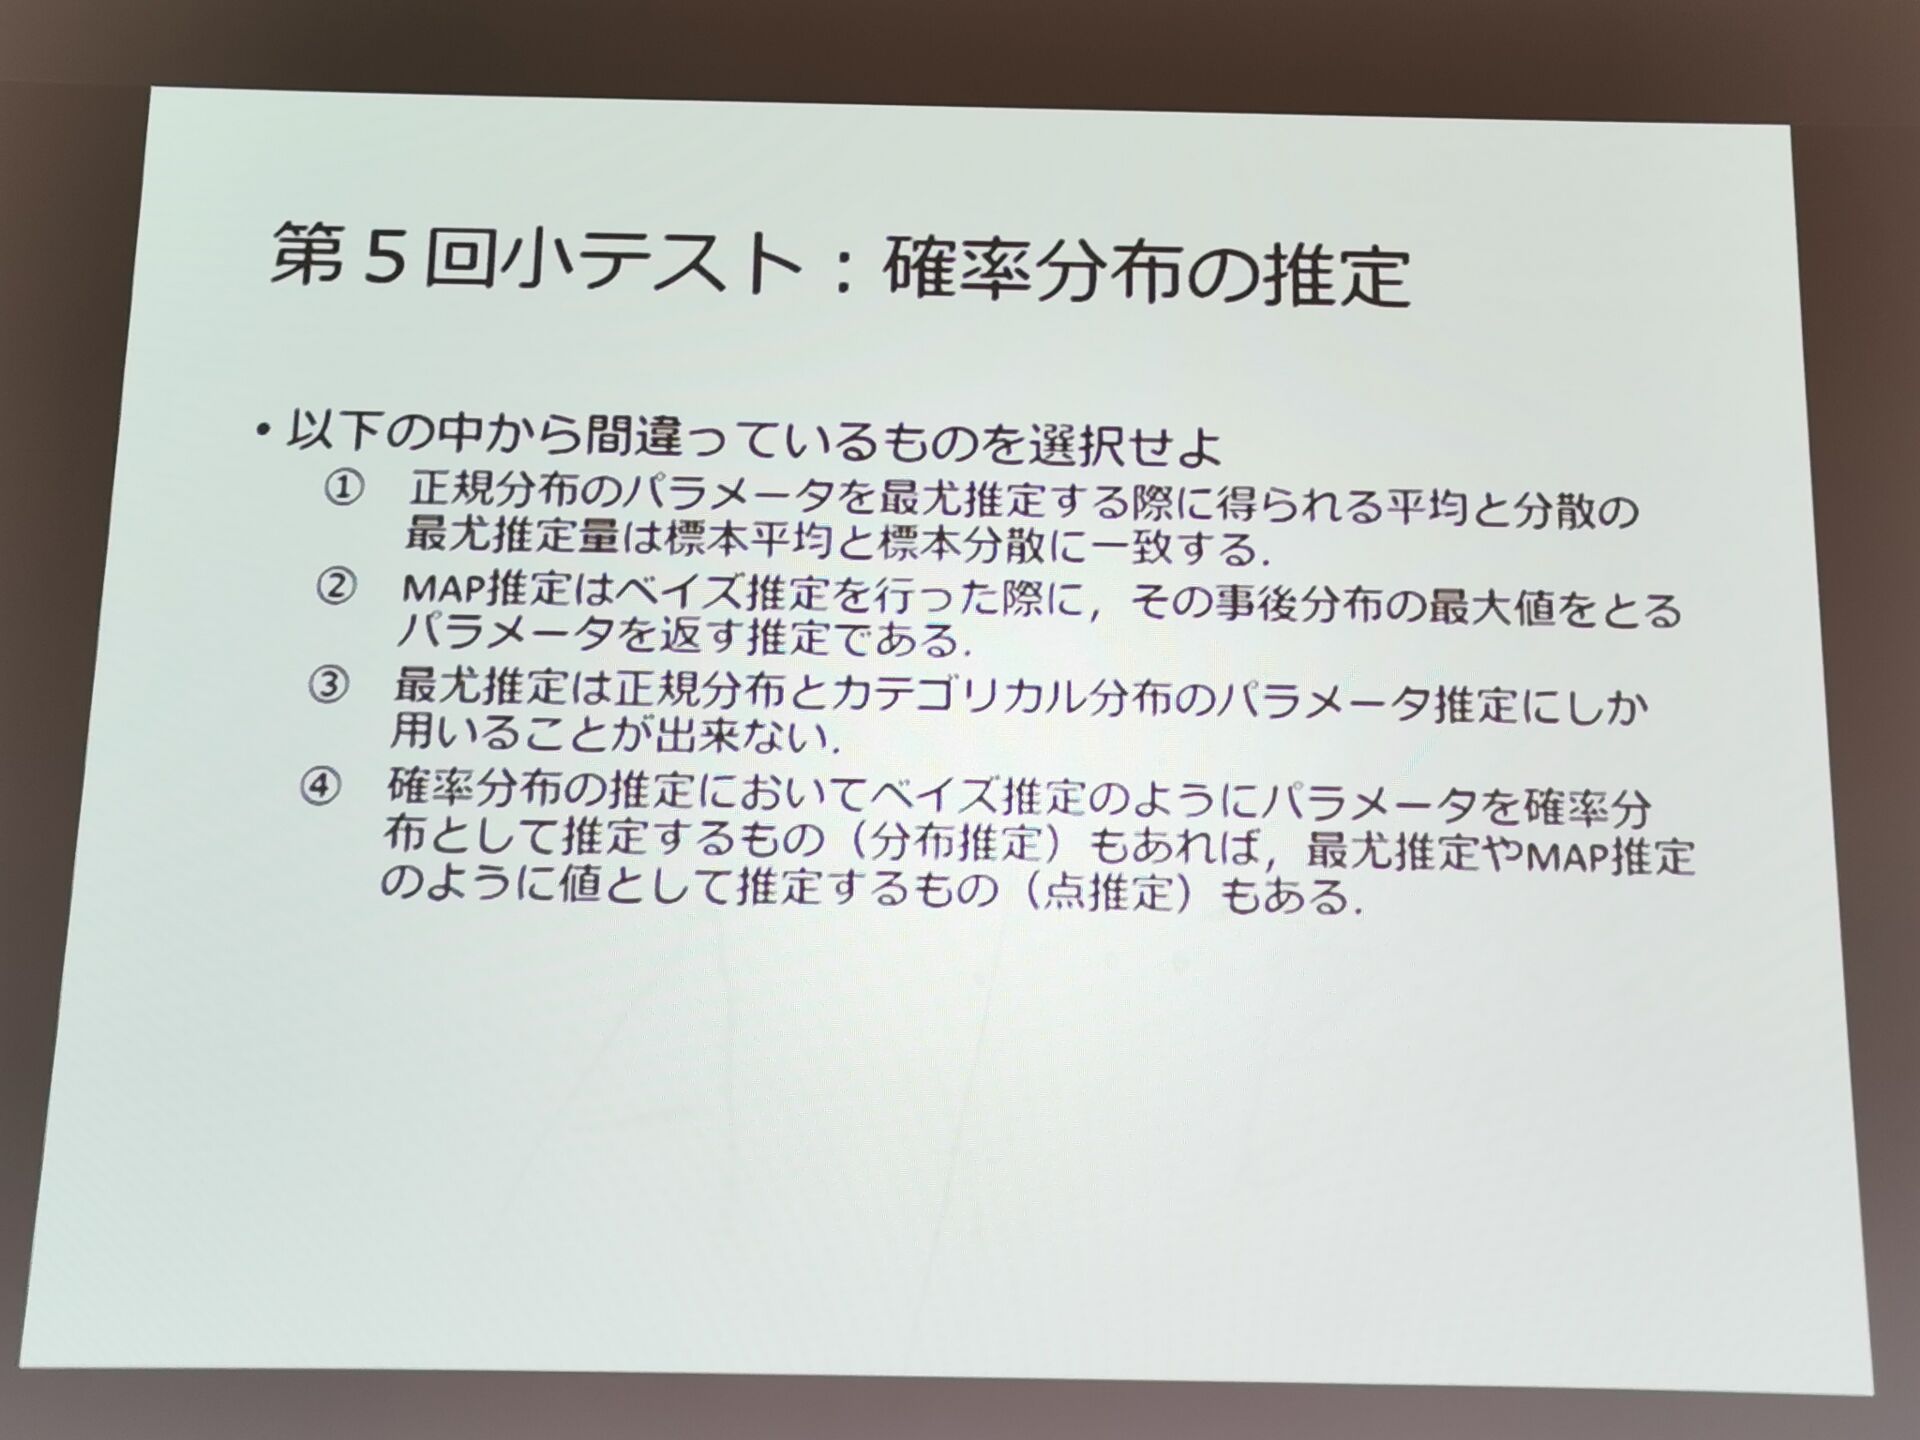 第５回小テスト：確率分布の推定
• 以下の中から間違っているものを選択せよ
① 正規分布のパラメータを最尤推定する際に得られる平均と分散の
最尤推定量は標本平均と標本分散に一致する．
② MAP推定はベイズ推定を行った際に，その事後分布の最大値をとる
パラメータを返す推定である．
③ 最尤推定は正規分布とカテゴリカル分布のパラメータ推定にしか
用いることが出来ない．
④ 確率分布の推定においてベイズ推定のようにパラメータを確率分
布として推定するもの（分布推定）もあれば，最尤推定やMAP推定
のように値として推定するもの（点推定）もある．